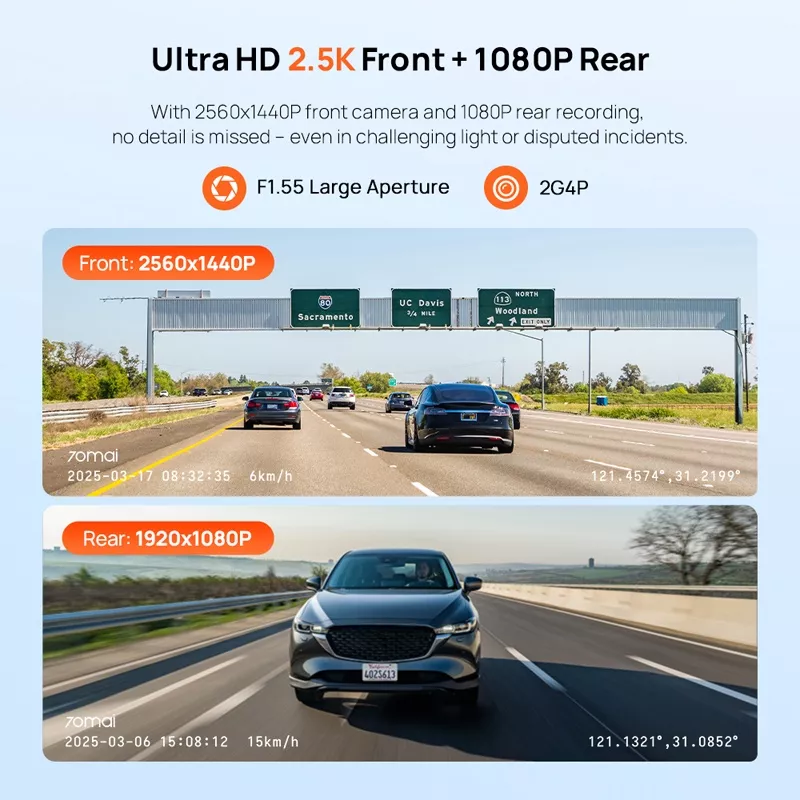 Ultra HD 2.5K Front + 1080P Rear
With 2560x1440P front camera and 1080P rear recording,
no detail is missed – even in challenging light or disputed incidents.
F1.55 Large Aperture
2G4P
Front: 2560x1440P
80
Sacramento
UC Davis
3/4 MILE
113 NORTH
Woodland
EXIT ONLY
70mai
2025-03-17 08:32:35 6km/h
121.4574°,31.2199°
Rear: 1920x1080P
California
4025613
70mai
2025-03-06 15:08:12 15km/h
121.1321°,31.0852°